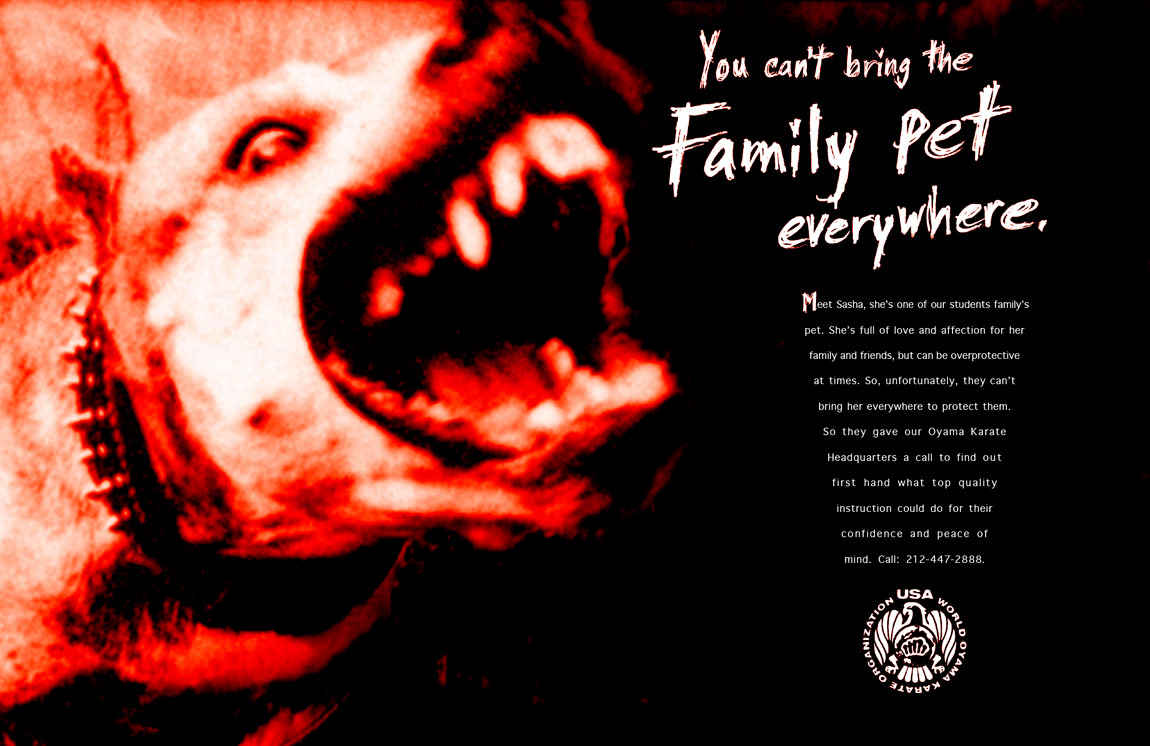 You can't bring the
Family pet
everywhere.
Meet Sasha, she's one of our students family's
pet. She's full of love and affection for her
family and friends, but can be overprotective
at times. So, unfortunately, they can't
bring her everywhere to protect them.
So they gave our Oyama Karate
Headquarters a call to find out
first hand what top quality
instruction could do for their
confidence and peace of
mind. Call: 212-447-2888.
USA WORLD OYAMA KARATE ORGANIZATION